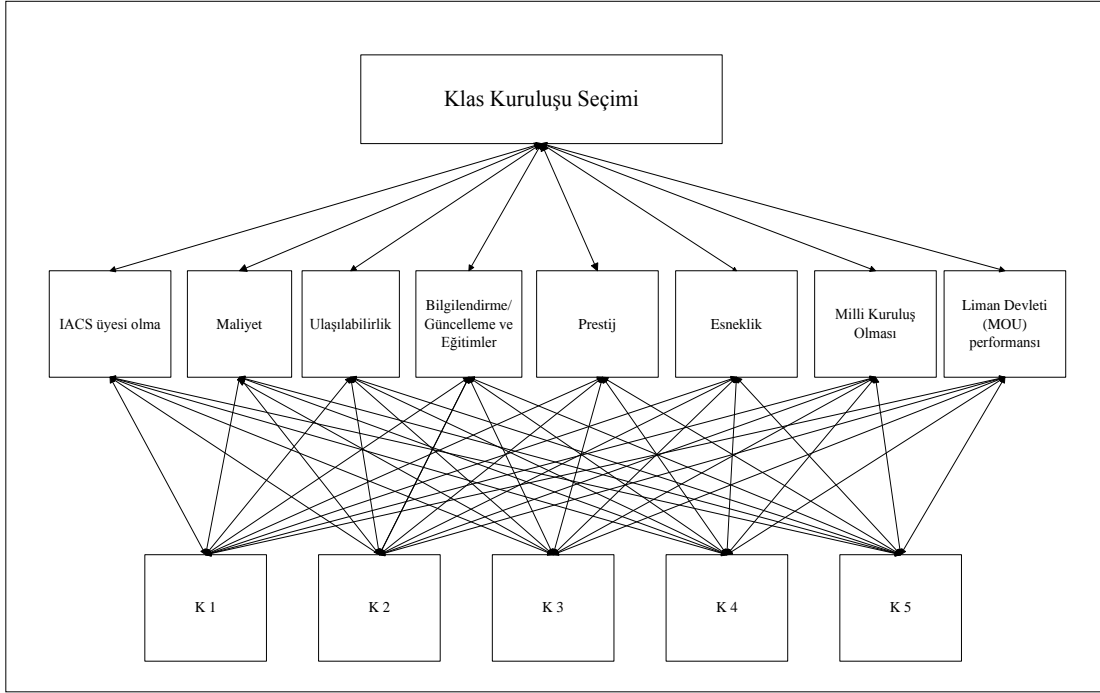 Klas Kuruluşu Seçimi
IACS üyesi olma
Maliyet
Ulaşılabilirlik
Bilgilendirme/
Güncelleme ve
Eğitimler
Prestij
Esneklik
Milli Kuruluş
Olması
Liman Devleti
(MOU)
performansı
K 1
K 2
K 3
K 4
K 5